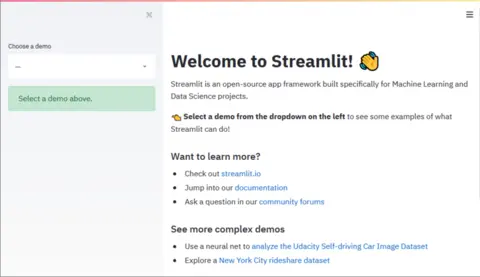 Choose a demo
—
Select a demo above.
Welcome to Streamlit! 👋
Streamlit is an open-source app framework built specifically for Machine Learning and
Data Science projects.
👈 Select a demo from the dropdown on the left to see some examples of what
Streamlit can do!
Want to learn more?
• Check out streamlit.io
• Jump into our documentation
• Ask a question in our community forums
See more complex demos
• Use a neural net to analyze the Udacity Self-driving Car Image Dataset
• Explore a New York City rideshare dataset